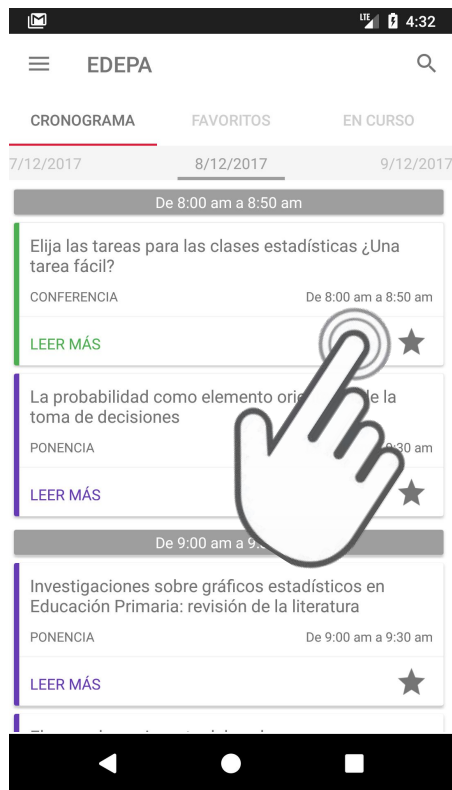 LTE 4:32
EDEPA
CRONOGRAMA FAVORITOS EN CURSO
7/12/2017 8/12/2017 9/12/2017
De 8:00 am a 8:50 am
Elija las tareas para las clases estadísticas ¿Una
tarea fácil?
CONFERENCIA De 8:00 am a 8:50 am
LEER MÁS
La probabilidad como elemento de la
toma de decisiones
PONENCIA am
LEER MÁS
De 9:00 am a
Investigaciones sobre gráficos estadísticos en
Educación Primaria: revisión de la literatura
PONENCIA De 9:00 am a 9:30 am
LEER MÁS